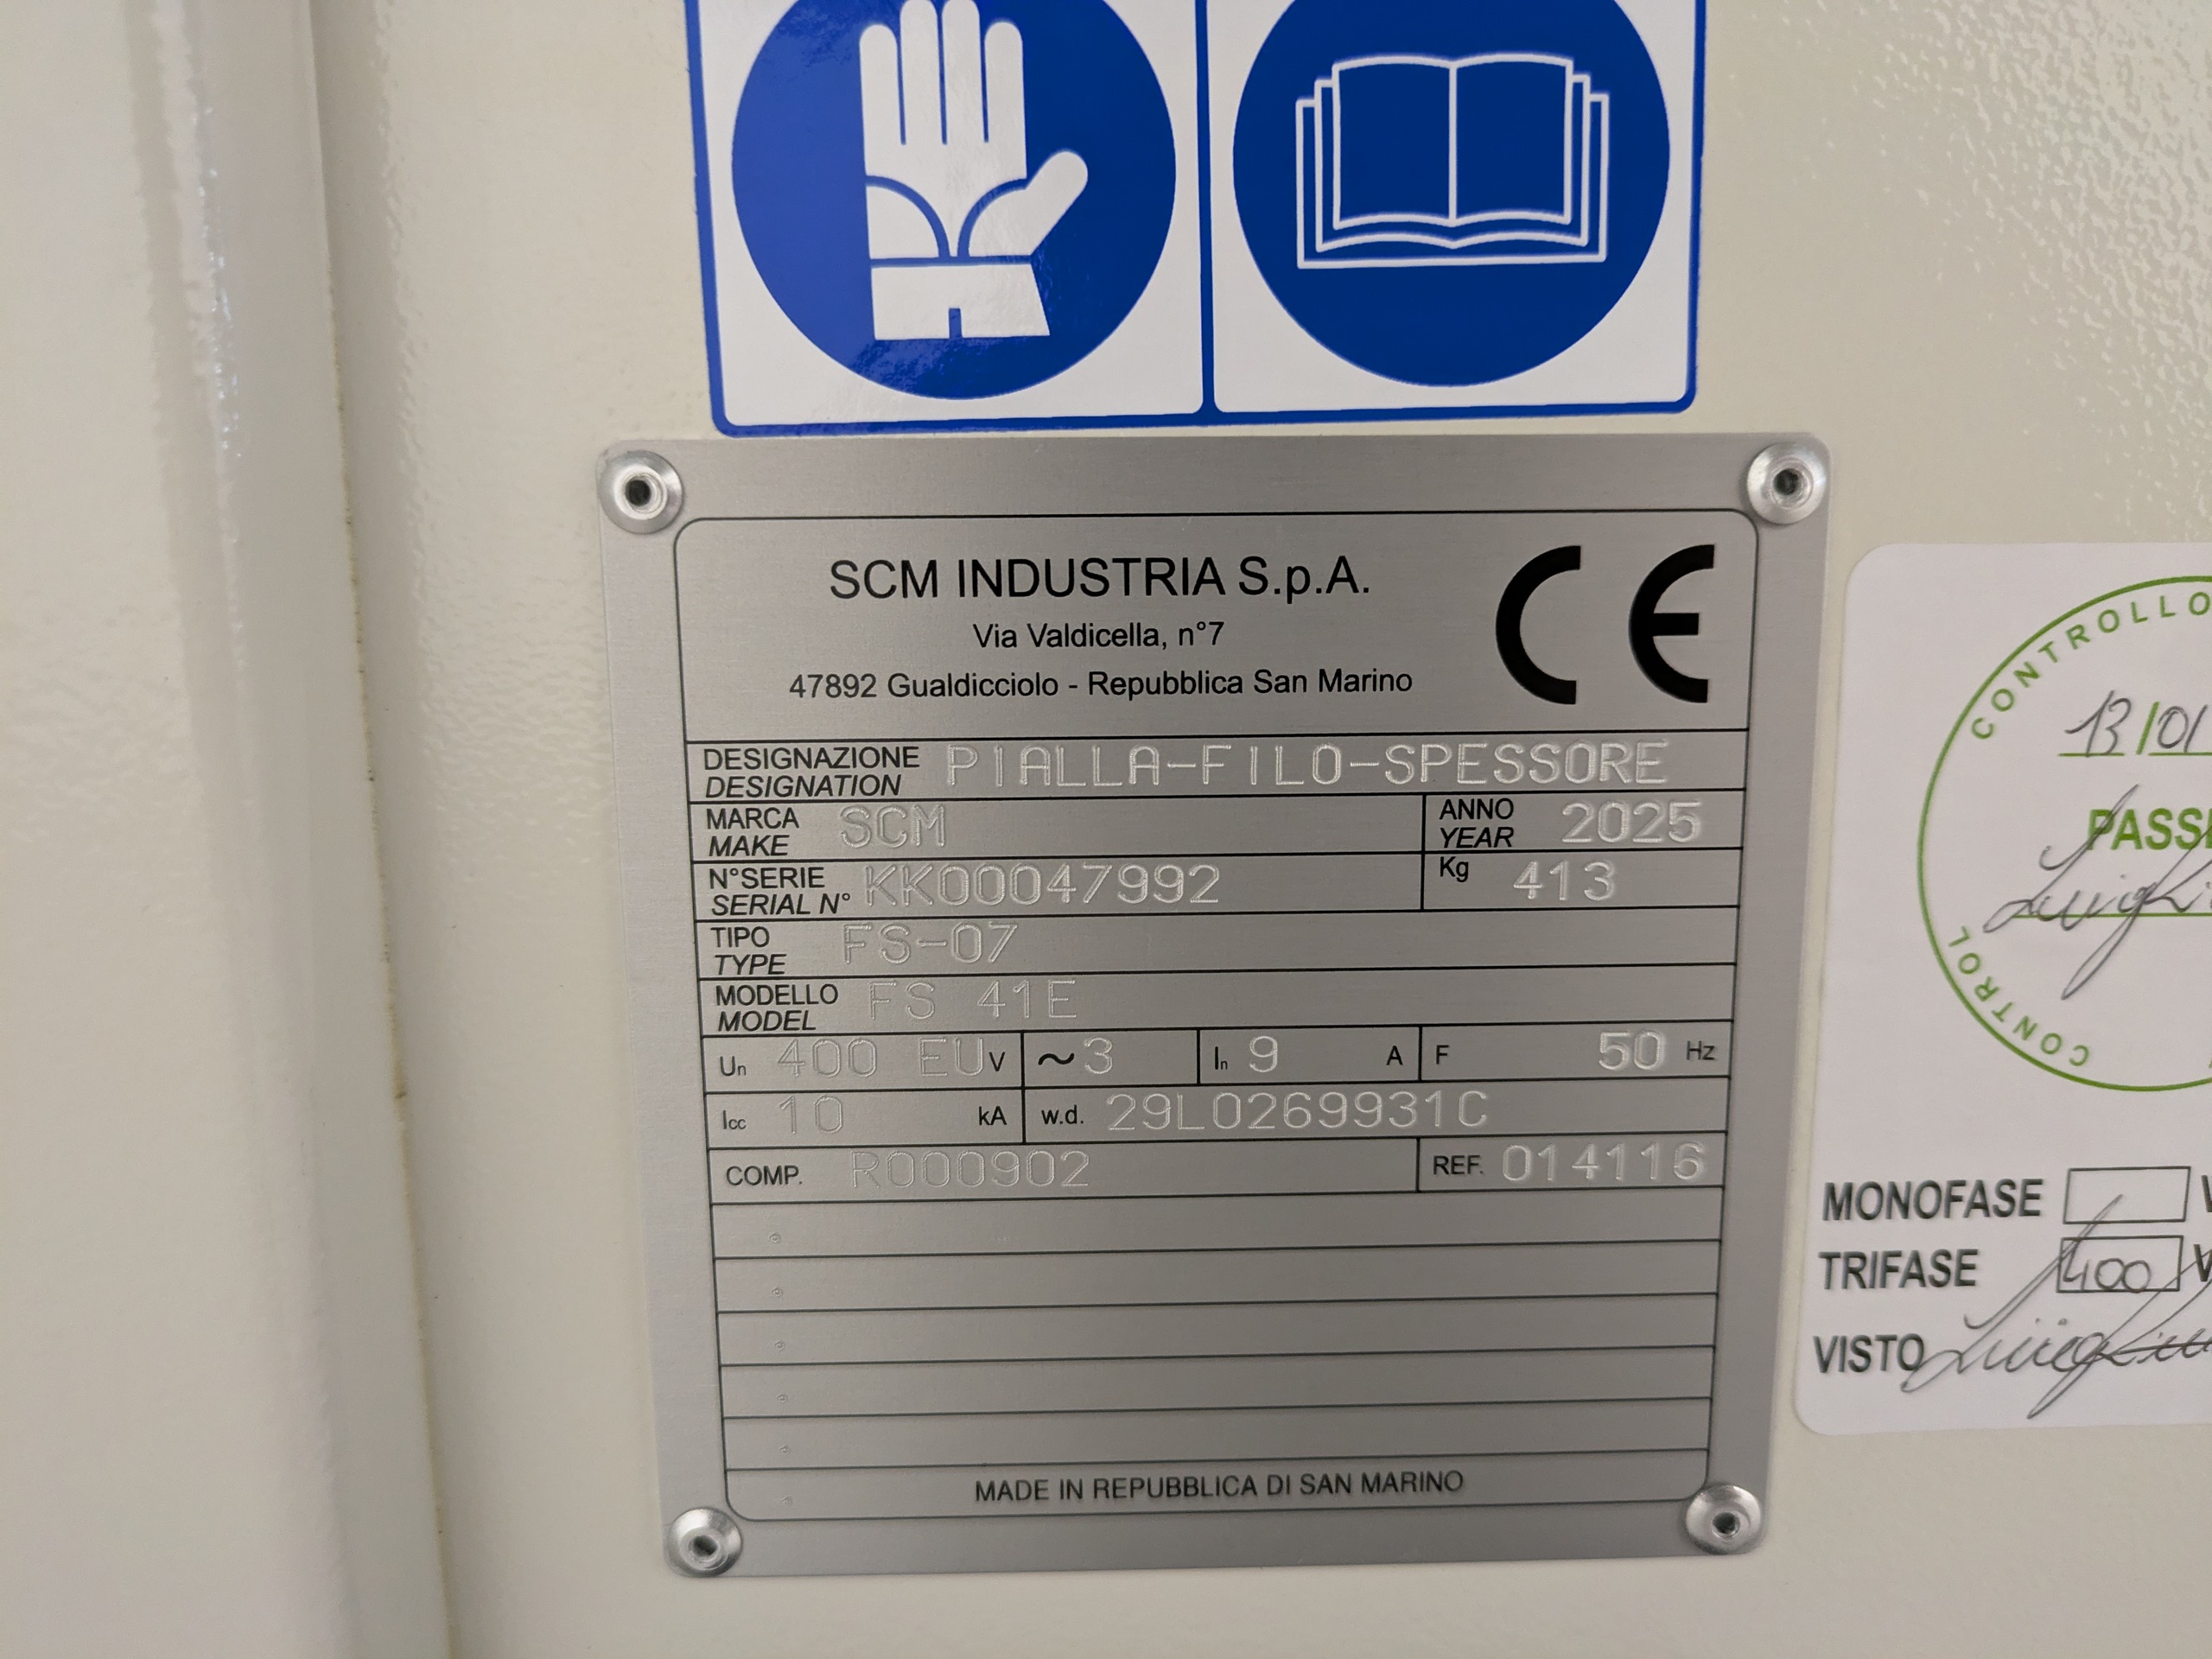 SCM INDUSTRIA S.p.A.
Via Valdicella, n°7
47892 Gualdicciolo - Repubblica San Marino
CE
DESIGNAZIONE
DESIGNATION PIALLA-FILO-SPESSORE
MARCA
MAKE SCM
ANNO
YEAR 2025
N°SERIE
SERIAL N° KK00047992
Kg 413
TIPO
TYPE FS-07
MODELLO
MODEL FS 41E
Un 400 EU V ~3 In 9 A F 50 Hz
Icc 10 kA w.d. 29L0269931C
COMP. R000902 REF. 014116
MADE IN REPUBBLICA DI SAN MARINO
CONTROLLO
13/01
CONTROL
MONOFASE
TRIFASE 400 V
VISTO